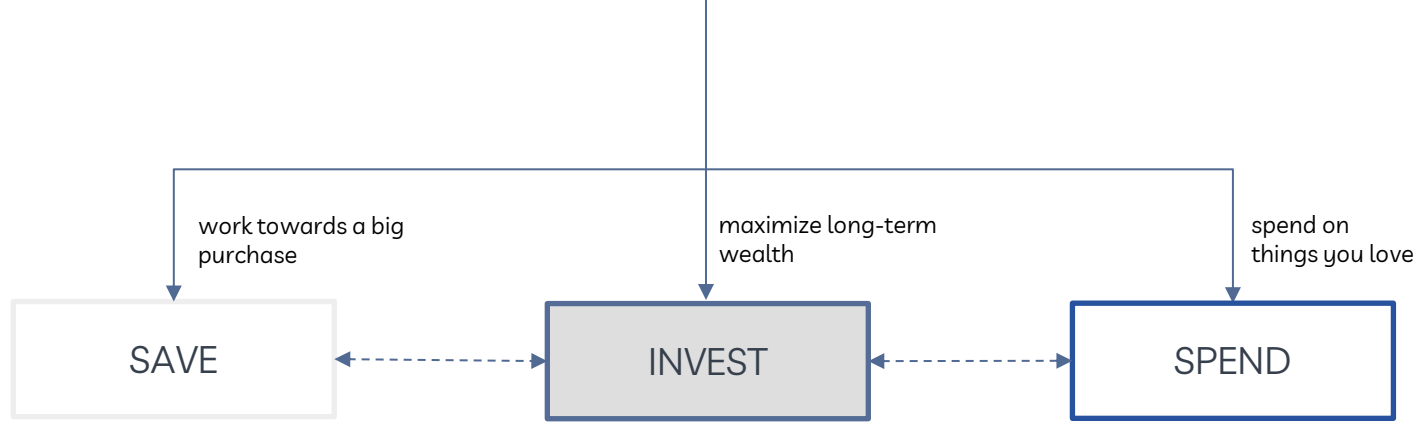 work towards a big
purchase
maximize long-term
wealth
spend on
things you love
SAVE
INVEST
SPEND